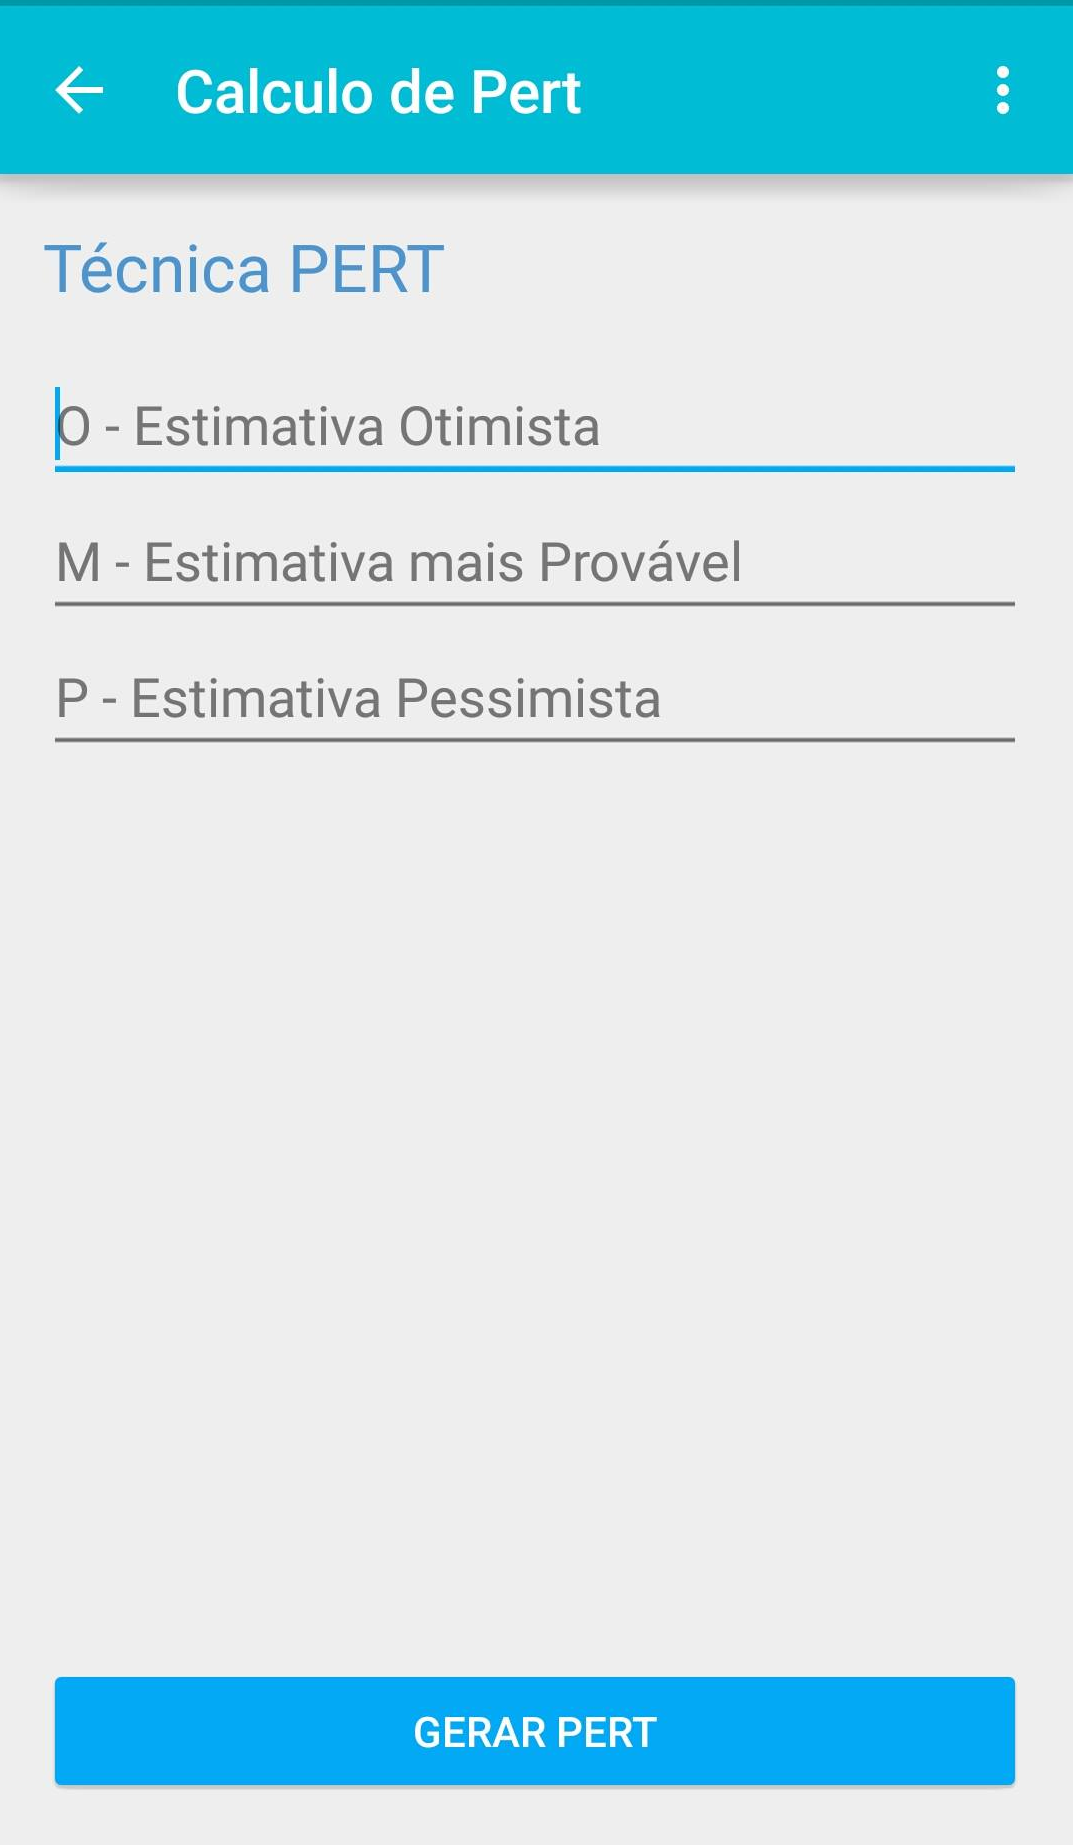 Calculo de Pert
Técnica PERT
O - Estimativa Otimista
M - Estimativa mais Provável
P - Estimativa Pessimista
GERAR PERT